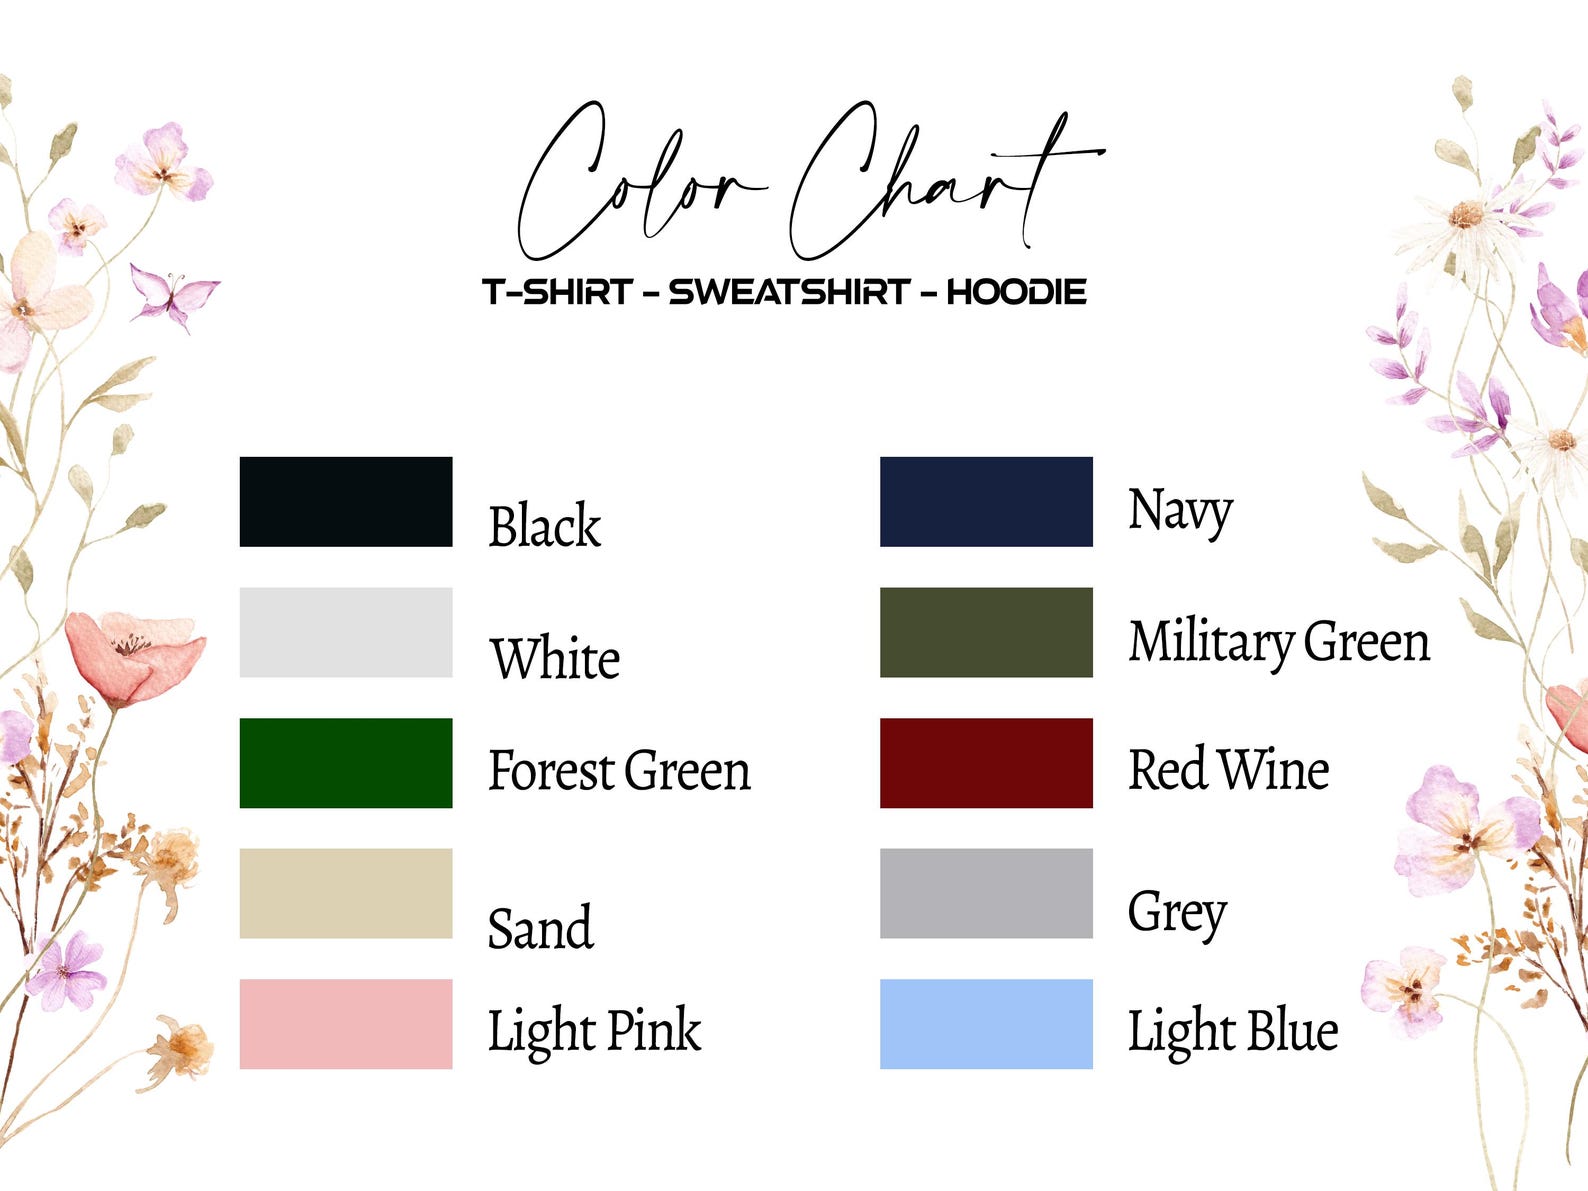 Color Chart
T-SHIRT - SWEATSHIRT - HOODIE
Black
White
Forest Green
Sand
Light Pink
Navy
Military Green
Red Wine
Grey
Light Blue